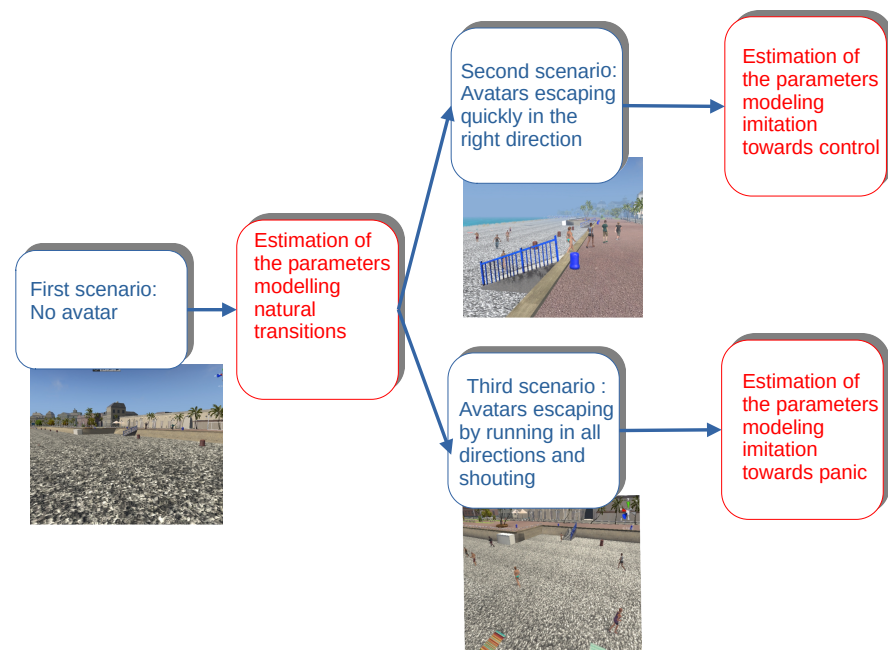 First scenario:
No avatar
Estimation of
the parameters
modelling
natural
transitions
Second scenario:
Avatars escaping
quickly in the
right direction
Estimation of
the parameters
modeling
imitation
towards control
Third scenario :
Avatars escaping
by running in all
directions and
shouting
Estimation of
the parameters
modeling
imitation
towards panic